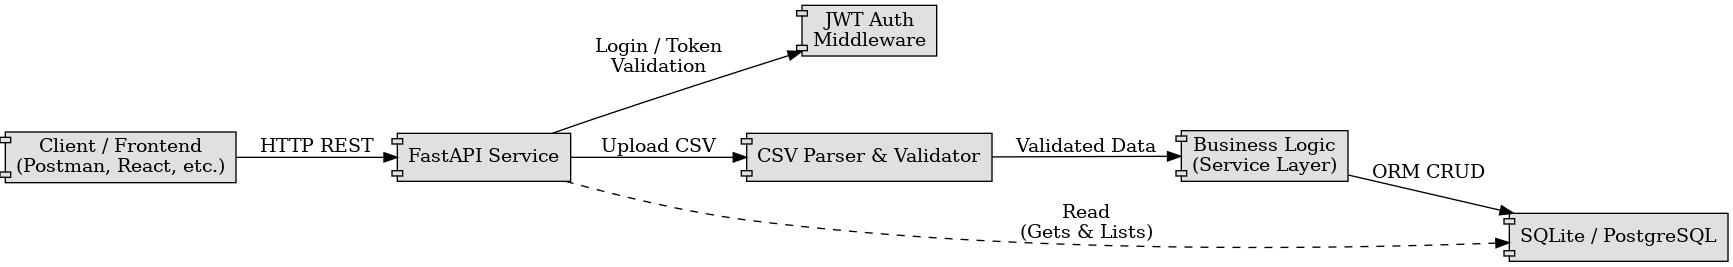 JWT Auth
Middleware
Login / Token
Validation
Client / Frontend
(Postman, React, etc.)
HTTP REST
FastAPI Service
Upload CSV
CSV Parser & Validator
Validated Data
Business Logic
(Service Layer)
ORM CRUD
Read
(Gets & Lists)
SQLite / PostgreSQL